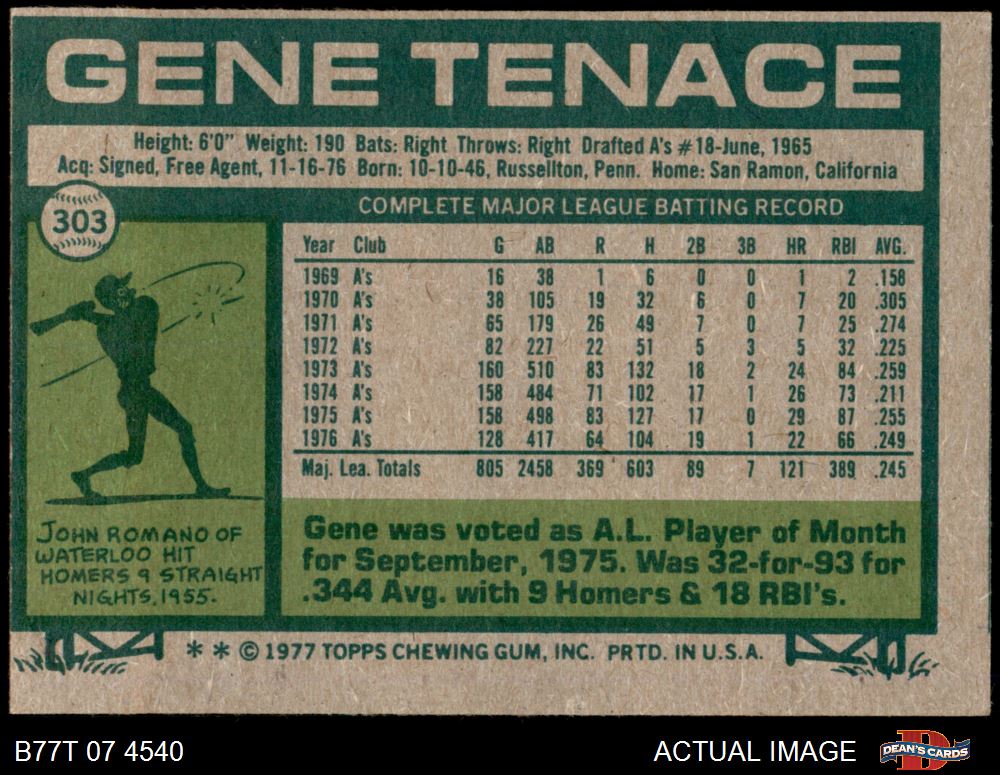 GENE TENACE
Height: 6'0" Weight: 190 Bats: Right Throws: Right Drafted A's #18-June, 1965
Acq: Signed, Free Agent, 11-16-76 Born: 10-10-46, Russellton, Penn. Home: San Ramon, California
303
COMPLETE MAJOR LEAGUE BATTING RECORD
Year Club G AB R H 2B 3B HR RBI AVG.
1969 A's 16 38 1 6 0 0 1 2 .158
1970 A's 38 105 19 32 6 0 7 20 .305
1971 A's 65 179 26 49 7 0 7 25 .274
1972 A's 82 227 22 51 5 3 5 32 .225
1973 A's 160 510 83 132 18 2 24 84 .259
1974 A's 158 484 71 102 17 1 26 73 .211
1975 A's 158 498 83 127 17 0 29 87 .255
1976 A's 128 417 64 104 19 1 22 66 .249
Maj. Lea. Totals 805 2458 369 603 89 7 121 389 .245
JOHN ROMANO OF
WATERLOO HIT
HOMERS 9 STRAIGHT
NIGHTS, 1955.
Gene was voted as A.L. Player of Month
for September, 1975. Was 32-for-93 for
.344 Avg. with 9 Homers & 18 RBI's.
* * © 1977 TOPPS CHEWING GUM, INC. PRTD. IN U.S.A.
B77T 07 4540
ACTUAL IMAGE
D
DEAN'S CARDS